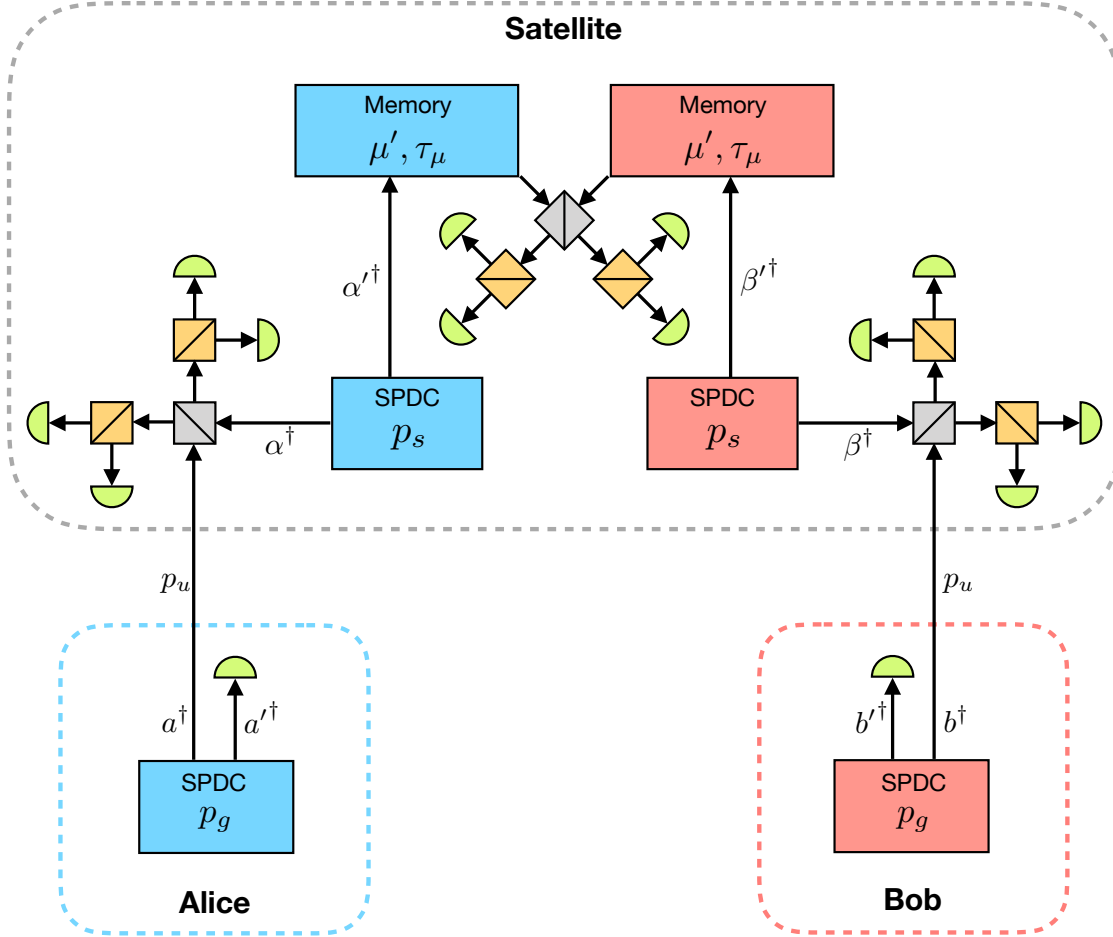 Satellite
Memory
μ′, τ_μ
Memory
μ′, τ_μ
α′†
β′†
SPDC
p_s
SPDC
p_s
α†
β†
p_u
p_u
a†
a′†
b′†
b†
SPDC
p_g
SPDC
p_g
Alice
Bob